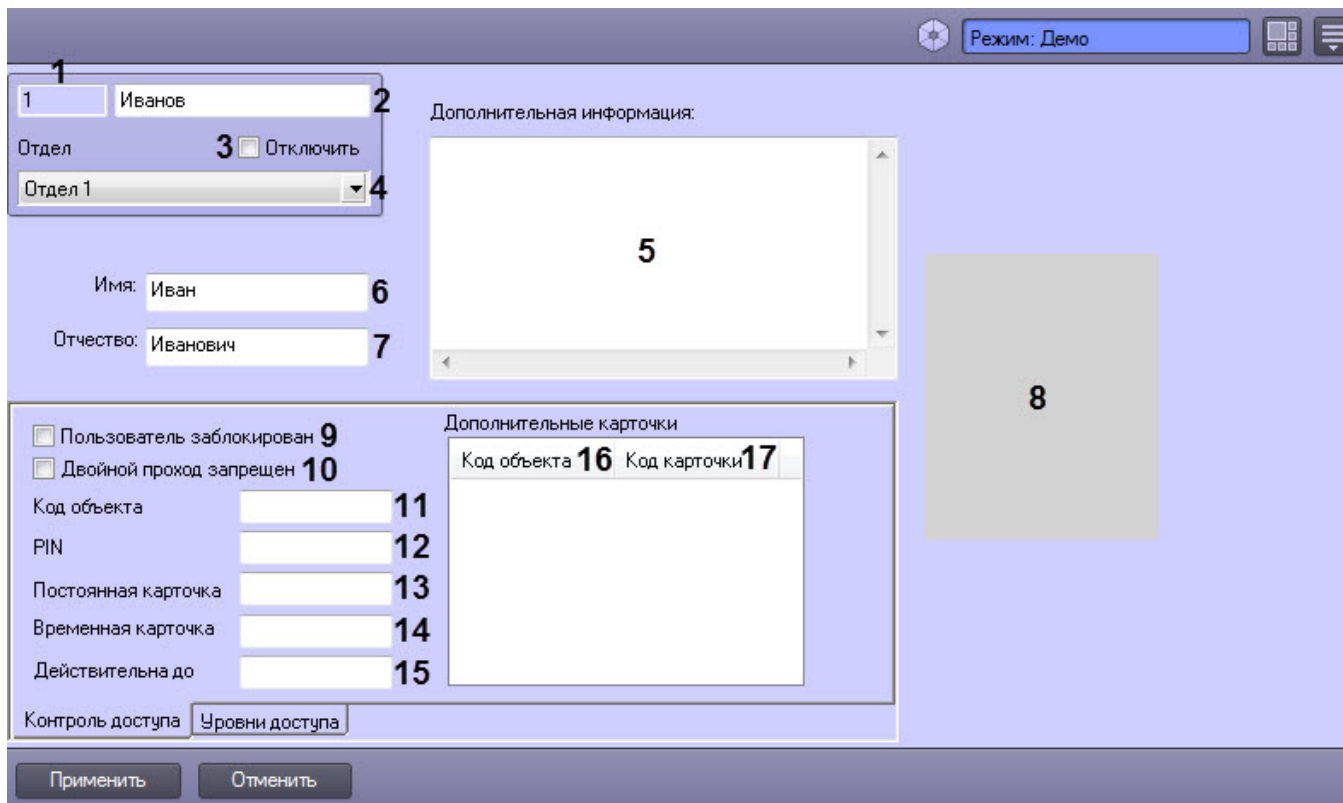 Режим: Демо
1
1 Иванов 2
Отдел 3 Отключить
Отдел 1 4
Дополнительная информация:
5
Имя: Иван 6
Отчество: Иванович 7
8
Пользователь заблокирован 9
Двойной проход запрещен 10
Код объекта 11
PIN 12
Постоянная карточка 13
Временная карточка 14
Действительна до 15
Дополнительные карточки
Код объекта 16 Код карточки 17
Контроль доступа Уровни доступа
Применить Отменить